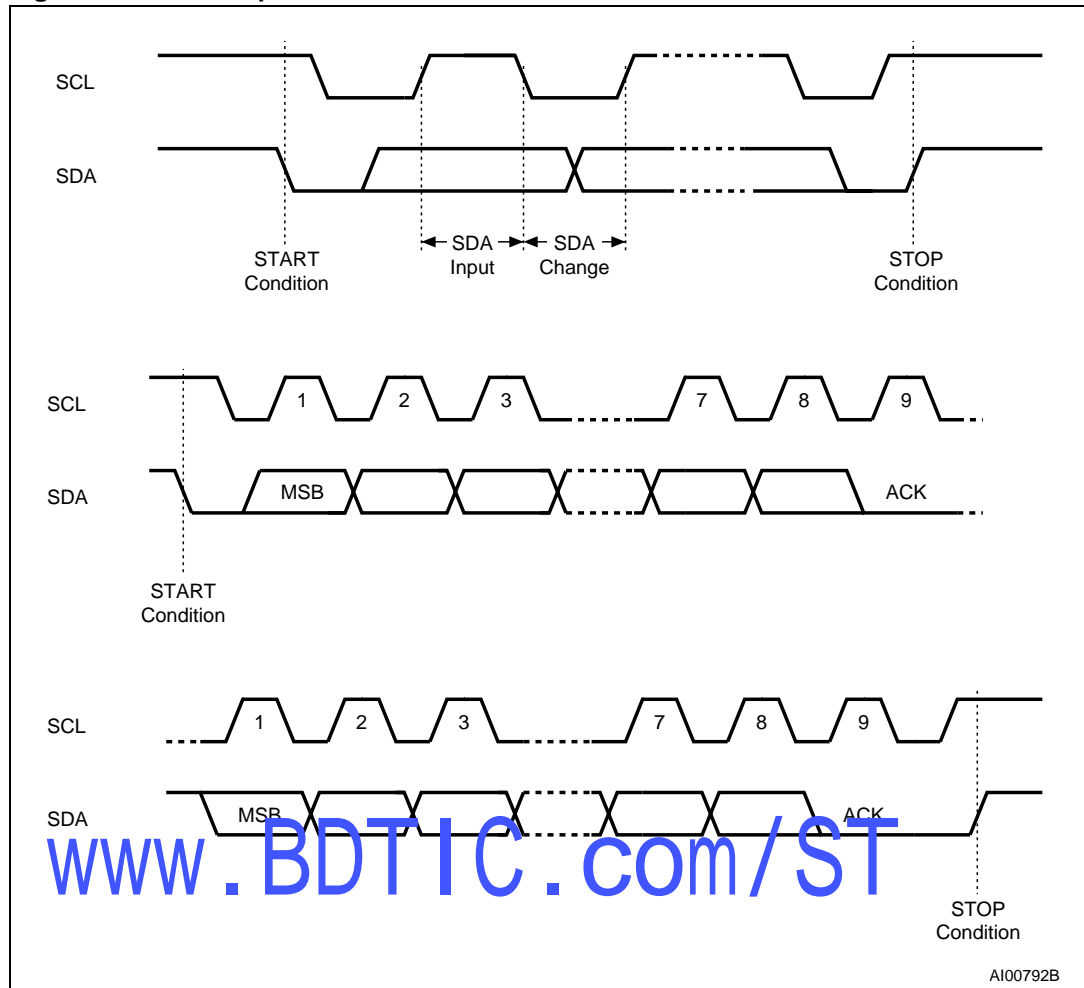 SCL
SDA
START
Condition
SDA
Input
SDA
Change
STOP
Condition
SCL
1 2 3 7 8 9
SDA
MSB ACK
START
Condition
SCL
1 2 3 7 8 9
SDA
MSB ACK
www.BDTIC.com/ST
STOP
Condition
AI00792B